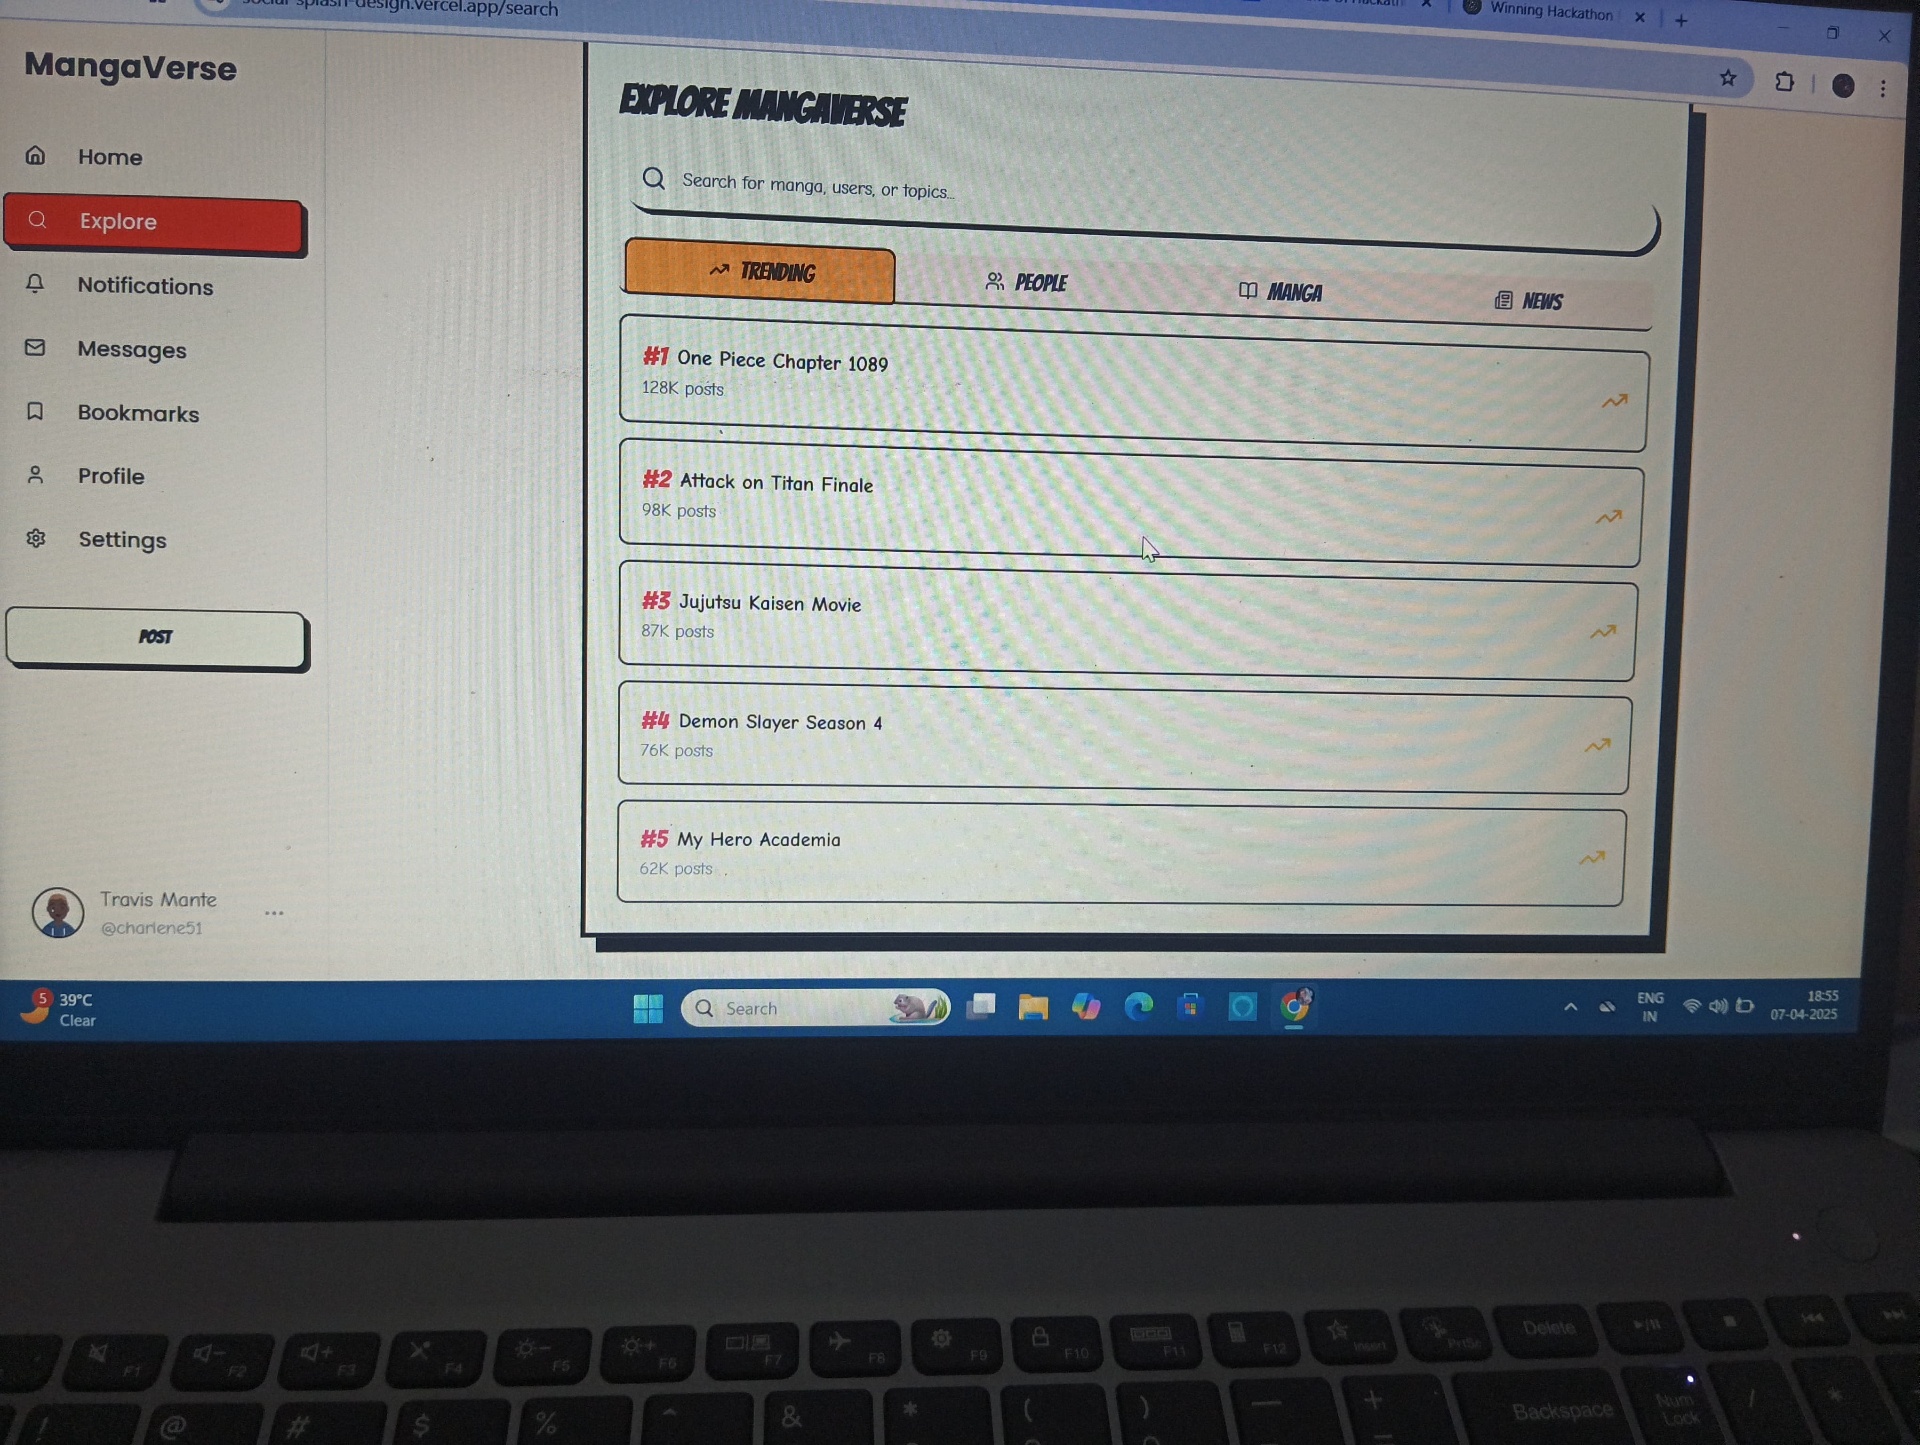 social-splash-design.vercel.app/search
Winning Hackathon
MangaVerse
Home
Explore
Notifications
Messages
Bookmarks
Profile
Settings
POST
Travis Mante
@charlene51
EXPLORE MANGAVERSE
Search for manga, users, or topics...
TRENDING
PEOPLE
MANGA
NEWS
#1 One Piece Chapter 1089
128K posts
#2 Attack on Titan Finale
98K posts
#3 Jujutsu Kaisen Movie
87K posts
#4 Demon Slayer Season 4
76K posts
#5 My Hero Academia
62K posts
5
39°C
Clear
Search
ENG
IN
18:55
07-04-2025
F1
F2
F3
F4
F5
F6
F7
F8
F9
F10
F11
F12
Insert
PrtSc
Delete
! @ # $ % ^ & * ( ) — +
Backspace
Num
Lock
/ *